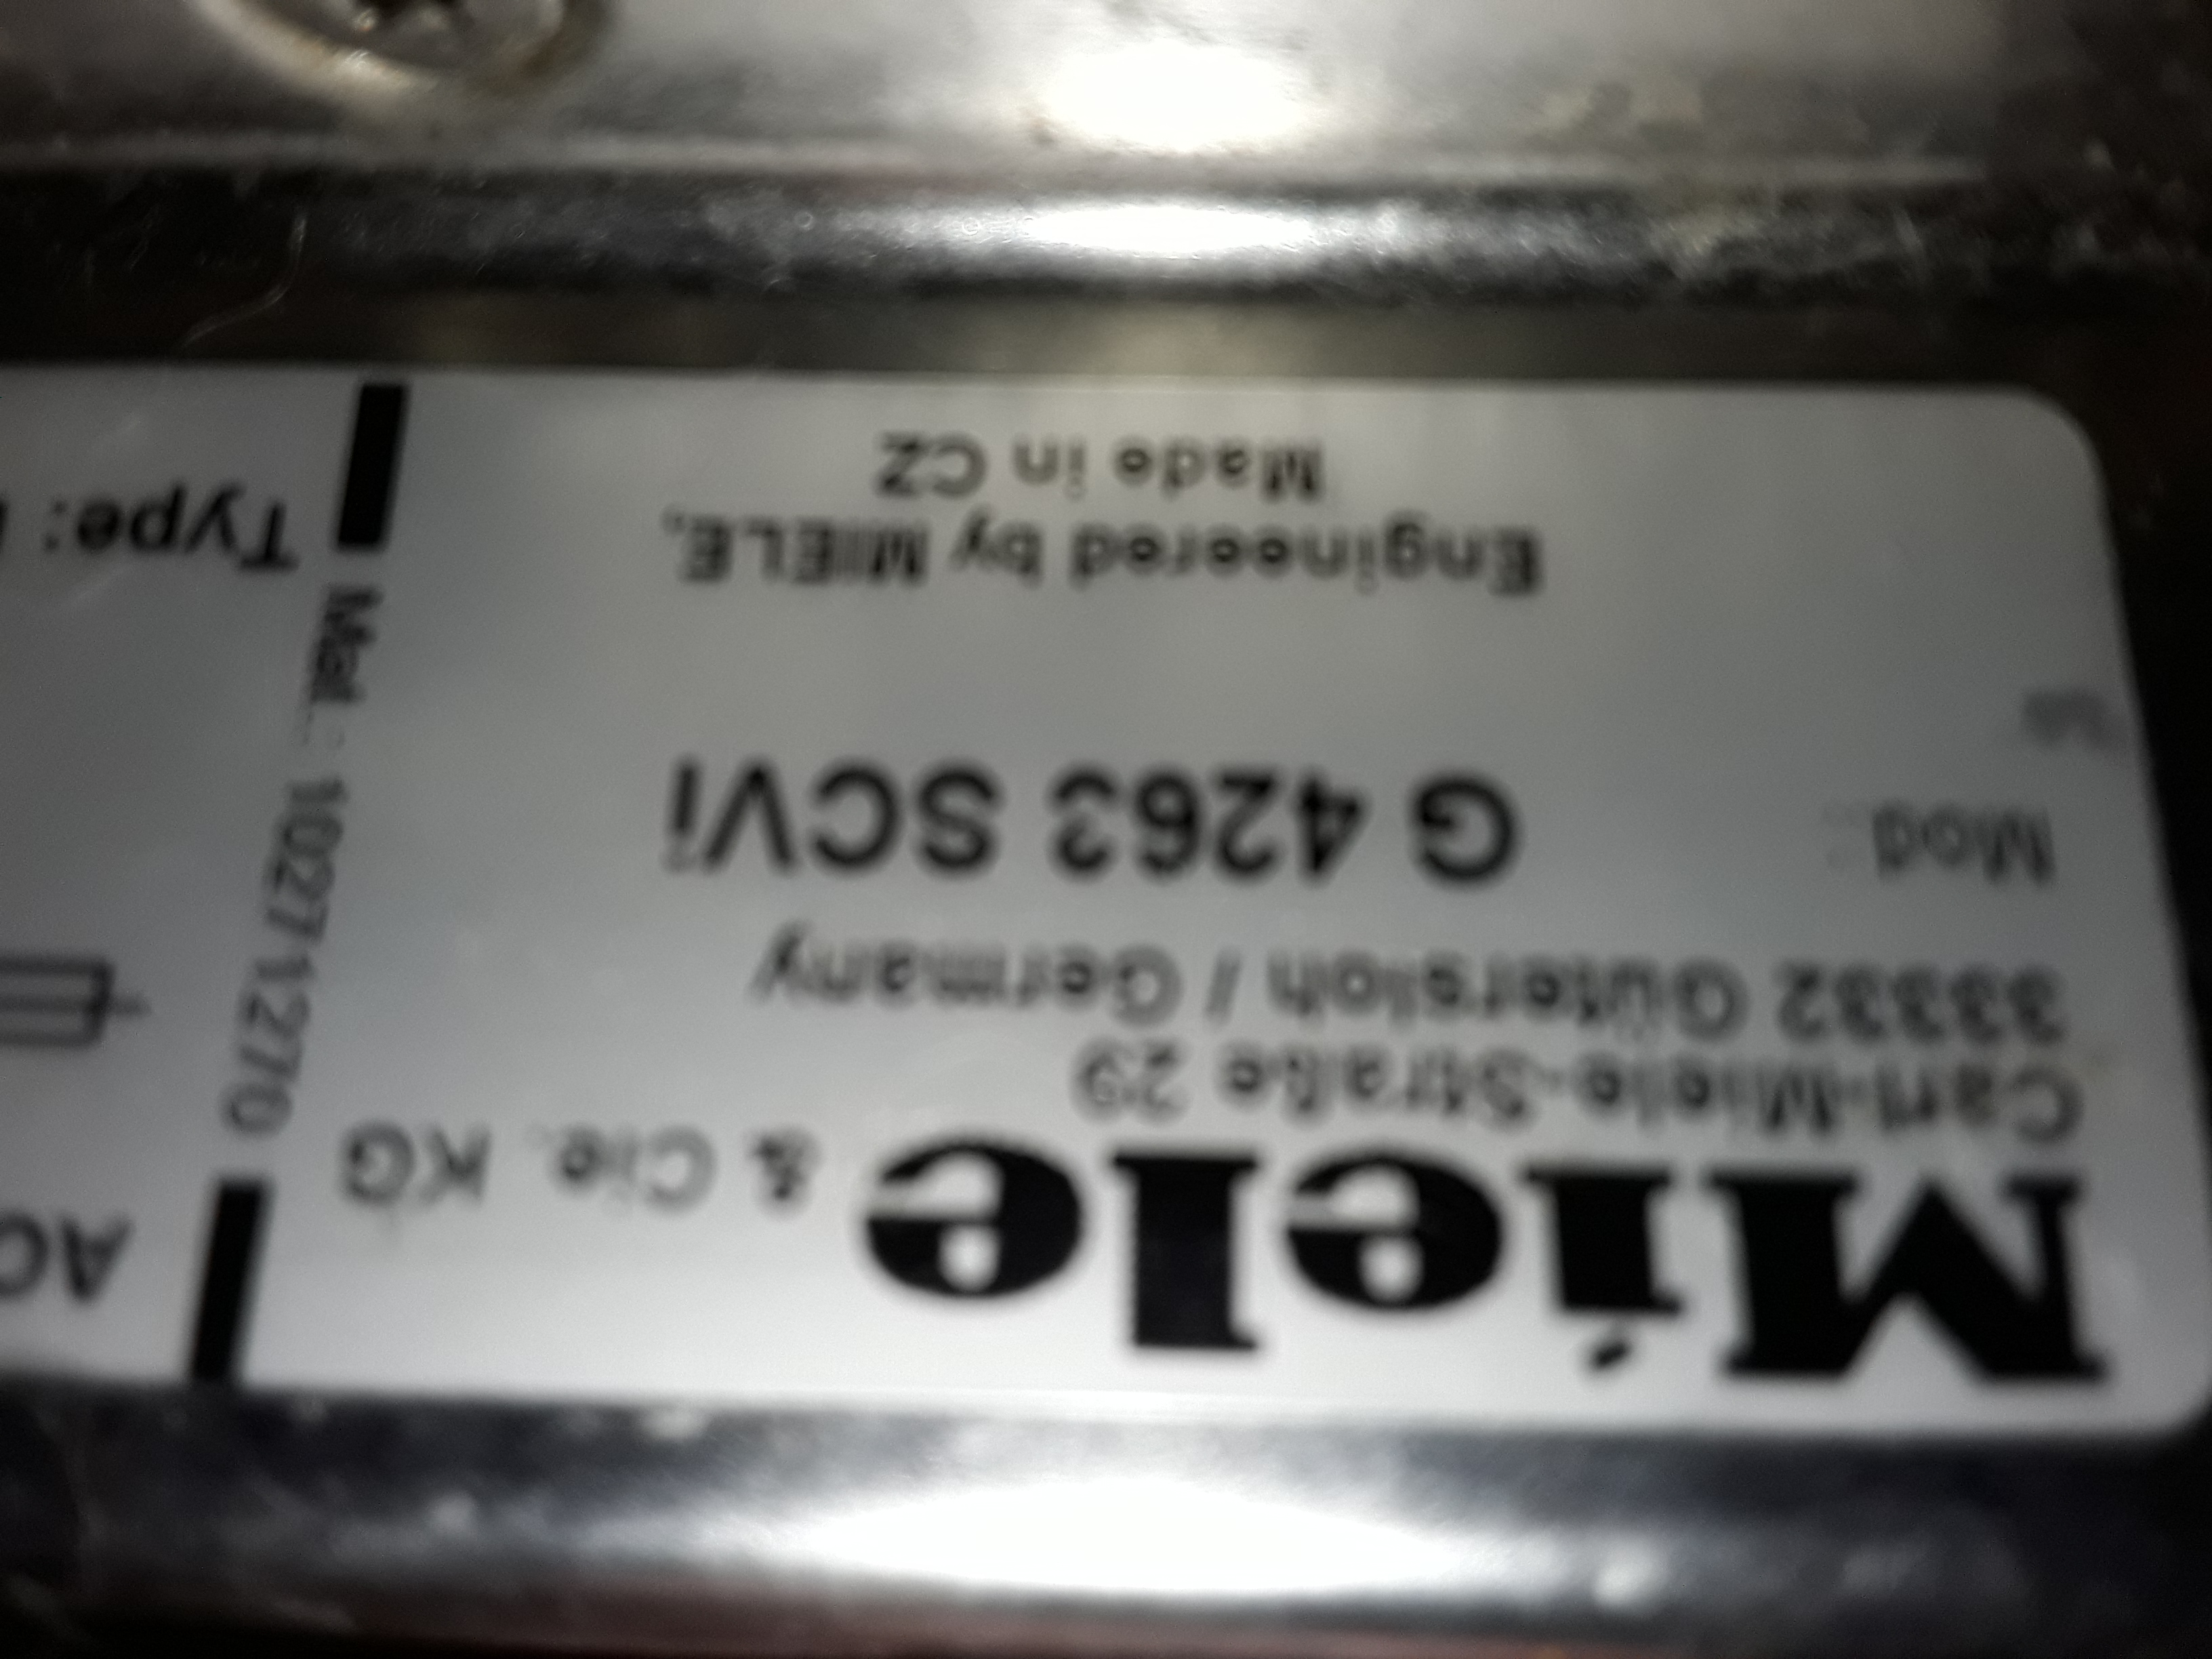 Miele & Cie. KG
Carl-Miele-Straße 29
33332 Gütersloh / Germany
Mod.: G 4263 SCVi
Engineered by MIELE,
Made in CZ
Mat.: 10271270
Type: